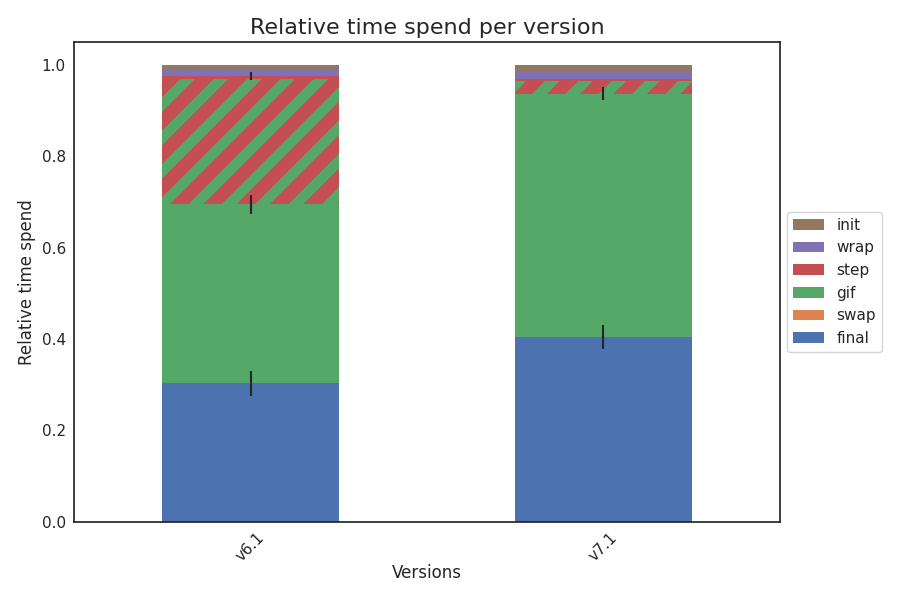 Relative time spend per version
1.0
0.8
0.6
0.4
0.2
0.0
Relative time spend
v6.1
v7.1
Versions
init
wrap
step
gif
swap
final